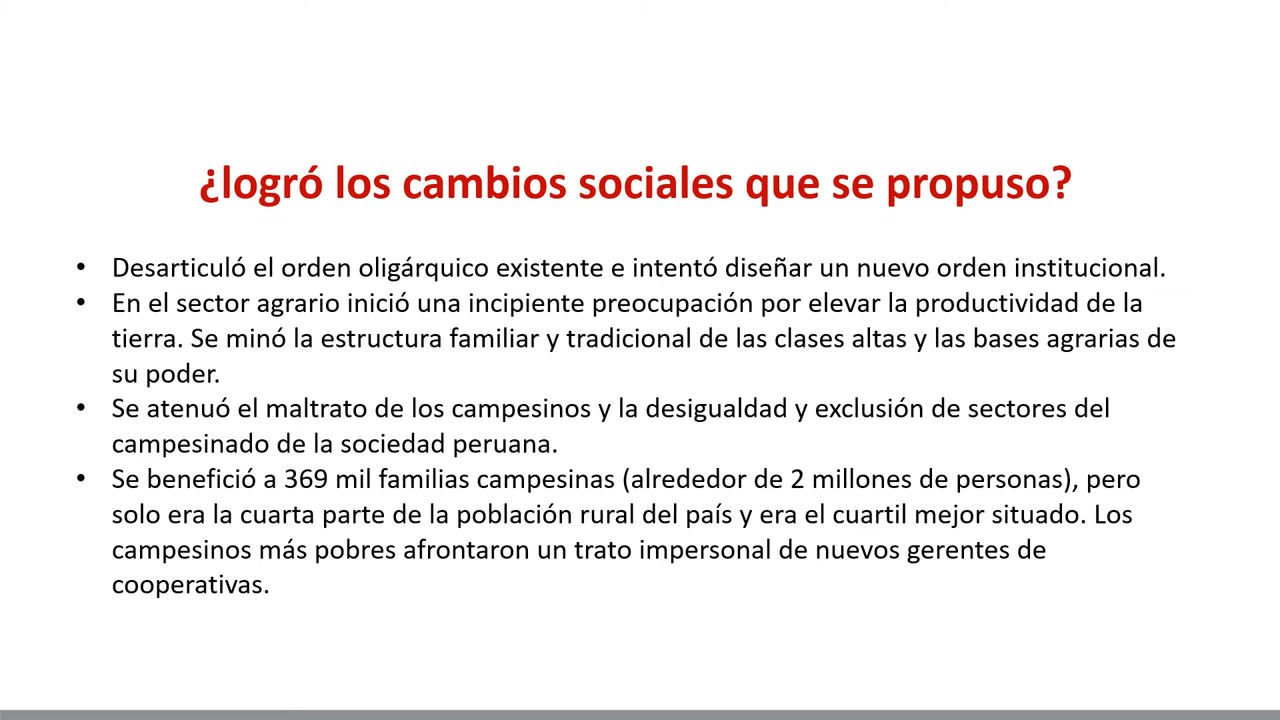 ¿logró los cambios sociales que se propuso?
• Desarticuló el orden oligárquico existente e intentó diseñar un nuevo orden institucional.
• En el sector agrario inició una incipiente preocupación por elevar la productividad de la
tierra. Se minó la estructura familiar y tradicional de las clases altas y las bases agrarias de
su poder.
• Se atenuó el maltrato de los campesinos y la desigualdad y exclusión de sectores del
campesinado de la sociedad peruana.
• Se benefició a 369 mil familias campesinas (alrededor de 2 millones de personas), pero
solo era la cuarta parte de la población rural del país y era el cuartil mejor situado. Los
campesinos más pobres afrontaron un trato impersonal de nuevos gerentes de
cooperativas.